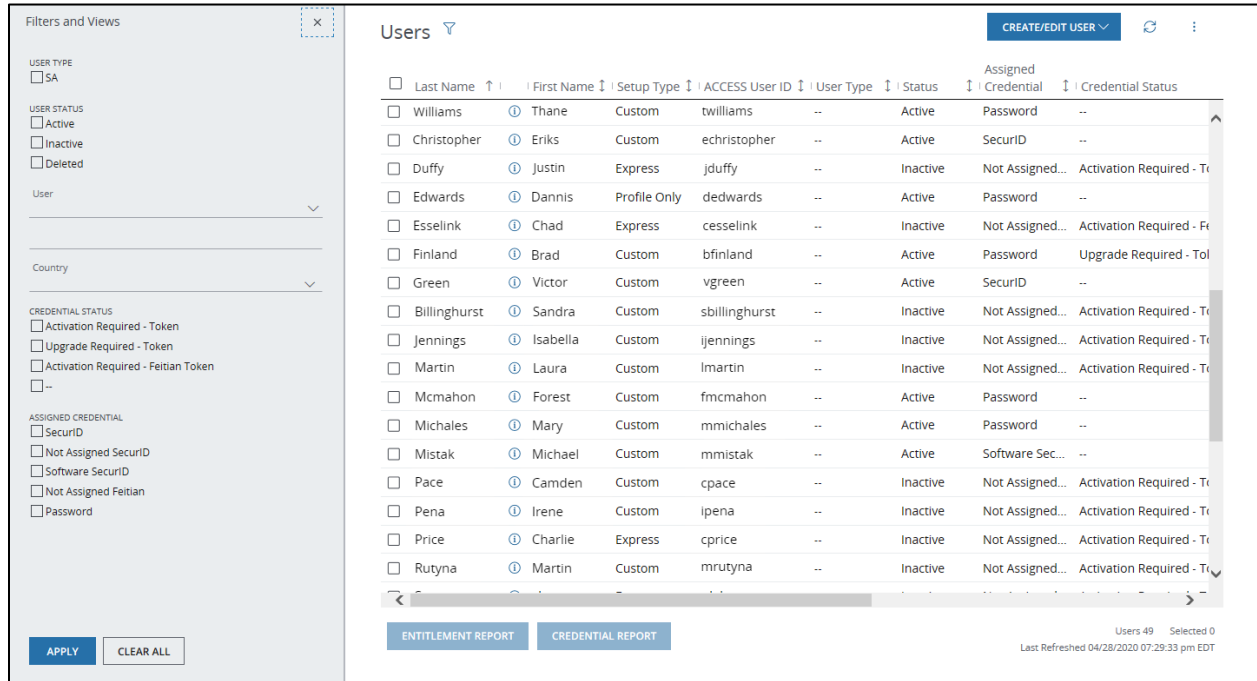 Filters and Views
USER TYPE
SA
USER STATUS
Active
Inactive
Deleted
User
Country
CREDENTIAL STATUS
Activation Required - Token
Upgrade Required - Token
Activation Required - Feitian Token
--
ASSIGNED CREDENTIAL
SecurID
Not Assigned SecurID
Software SecurID
Not Assigned Feitian
Password
APPLY CLEAR ALL
Users
CREATE/EDIT USER
Last Name First Name Setup Type ACCESS User ID User Type Status Assigned Credential Credential Status
Williams Thane Custom twilliams -- Active Password --
Christopher Eriks Custom echristopher -- Active SecurID --
Duffy Justin Express jduffy -- Inactive Not Assigned... Activation Required - To
Edwards Dannis Profile Only dedwards -- Active Password --
Esselink Chad Express cesselink -- Inactive Not Assigned... Activation Required - Fe
Finland Brad Custom bfinland -- Active Password Upgrade Required - Tol
Green Victor Custom vgreen -- Active SecurID --
Billinghurst Sandra Custom sbillinghurst -- Inactive Not Assigned... Activation Required - To
Jennings Isabella Custom ijennings -- Inactive Not Assigned... Activation Required - To
Martin Laura Custom lmartin -- Inactive Not Assigned... Activation Required - To
Mcmahon Forest Custom fmcmahon -- Active Password --
Michales Mary Custom mmichales -- Active Password --
Mistak Michael Custom mmistak -- Active Software Sec... --
Pace Camden Custom cpace -- Inactive Not Assigned... Activation Required - To
Pena Irene Custom ipena -- Inactive Not Assigned... Activation Required - To
Price Charlie Express cprice -- Inactive Not Assigned... Activation Required - To
Rutyna Martin Custom mrutyna -- Inactive Not Assigned... Activation Required - To
ENTITLEMENT REPORT CREDENTIAL REPORT
Users 49 Selected 0
Last Refreshed 04/28/2020 07:29:33 pm EDT